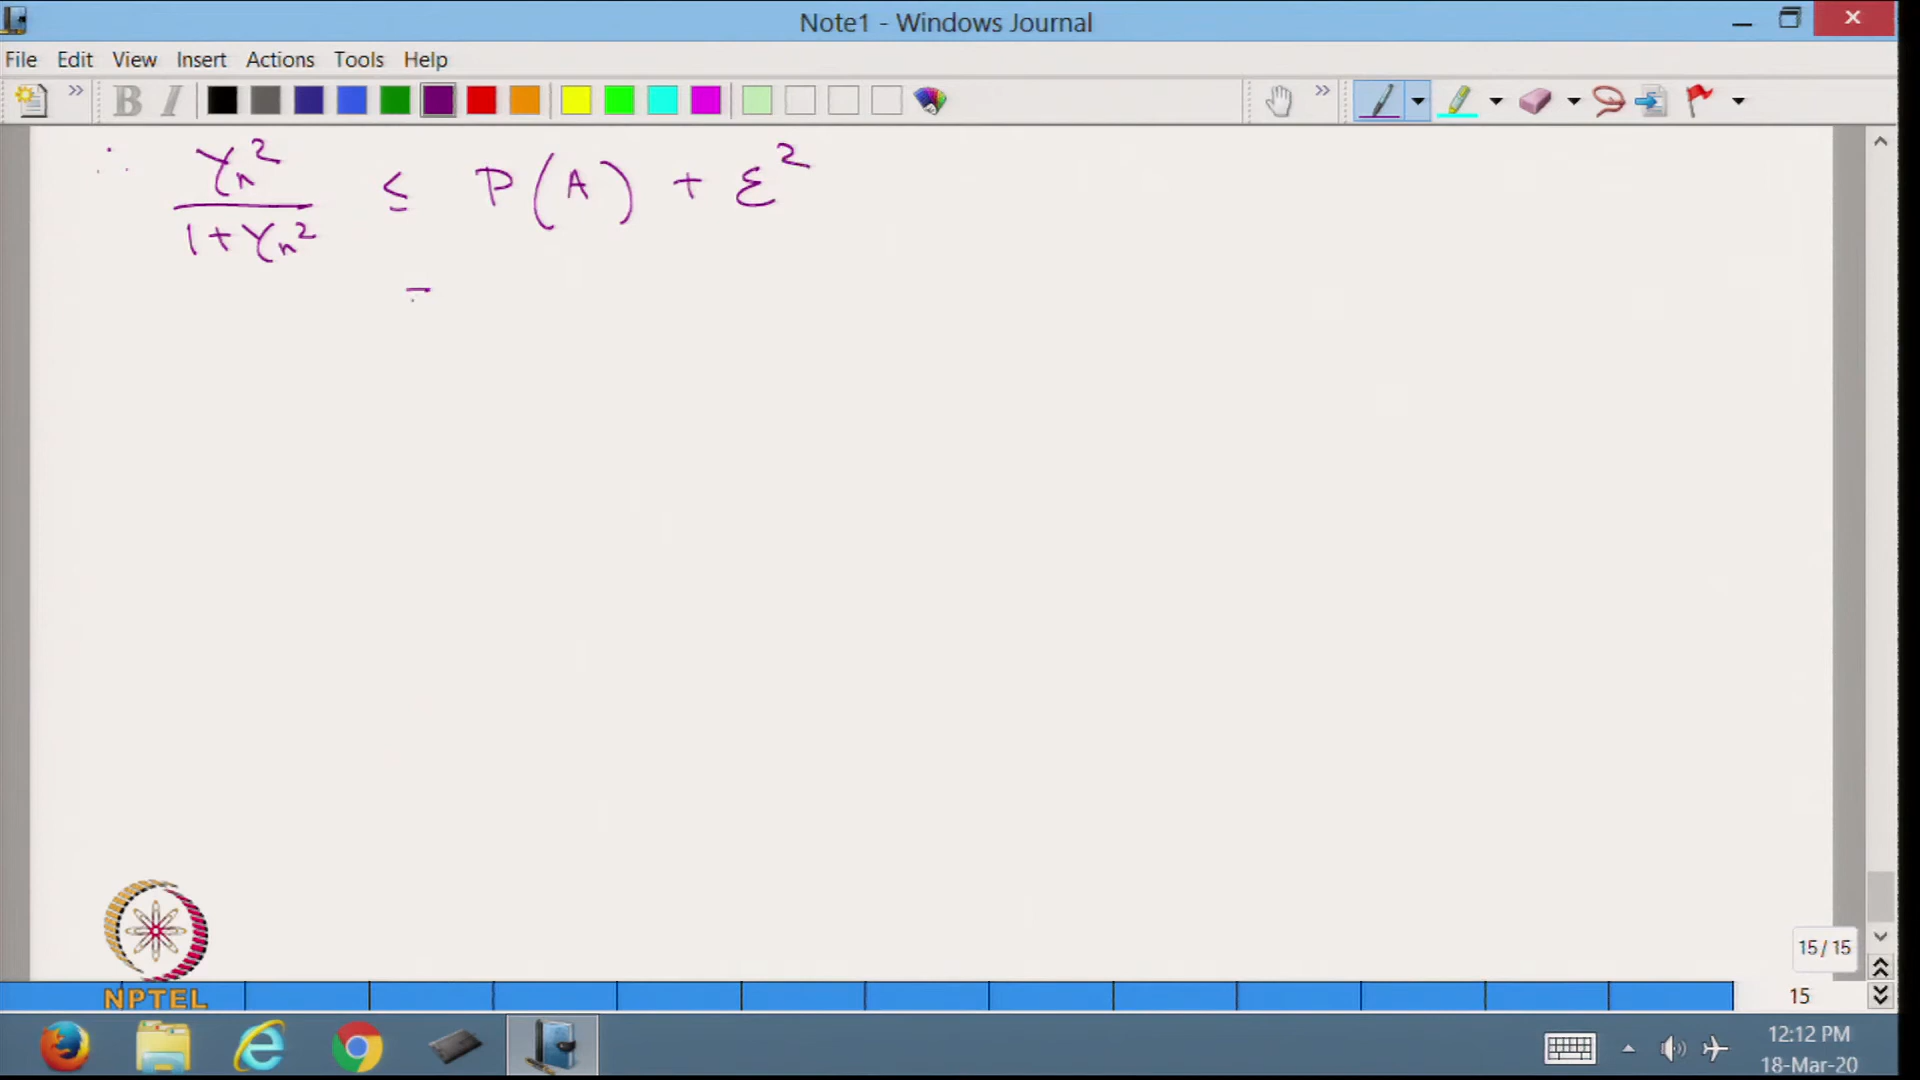 Note1 - Windows Journal
File Edit View Insert Actions Tools Help
B I
∴ Yn² / 1+Yn² ≤ P(A) + ε²
=
15 / 15
NPTEL
15
12:12 PM
18-Mar-20